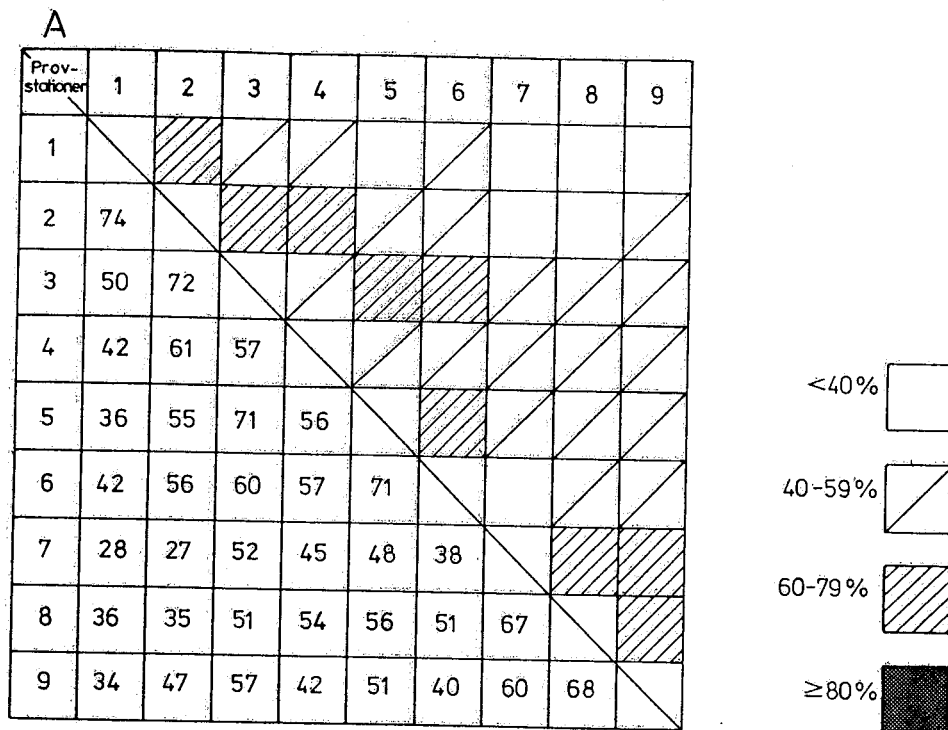 A
Prov-
stationer 1 2 3 4 5 6 7 8 9
1
2 74
3 50 72
4 42 61 57
5 36 55 71 56
6 42 56 60 57 71
7 28 27 52 45 48 38
8 36 35 51 54 56 51 67
9 34 47 57 42 51 40 60 68
<40%
40-59%
60-79%
≥80%